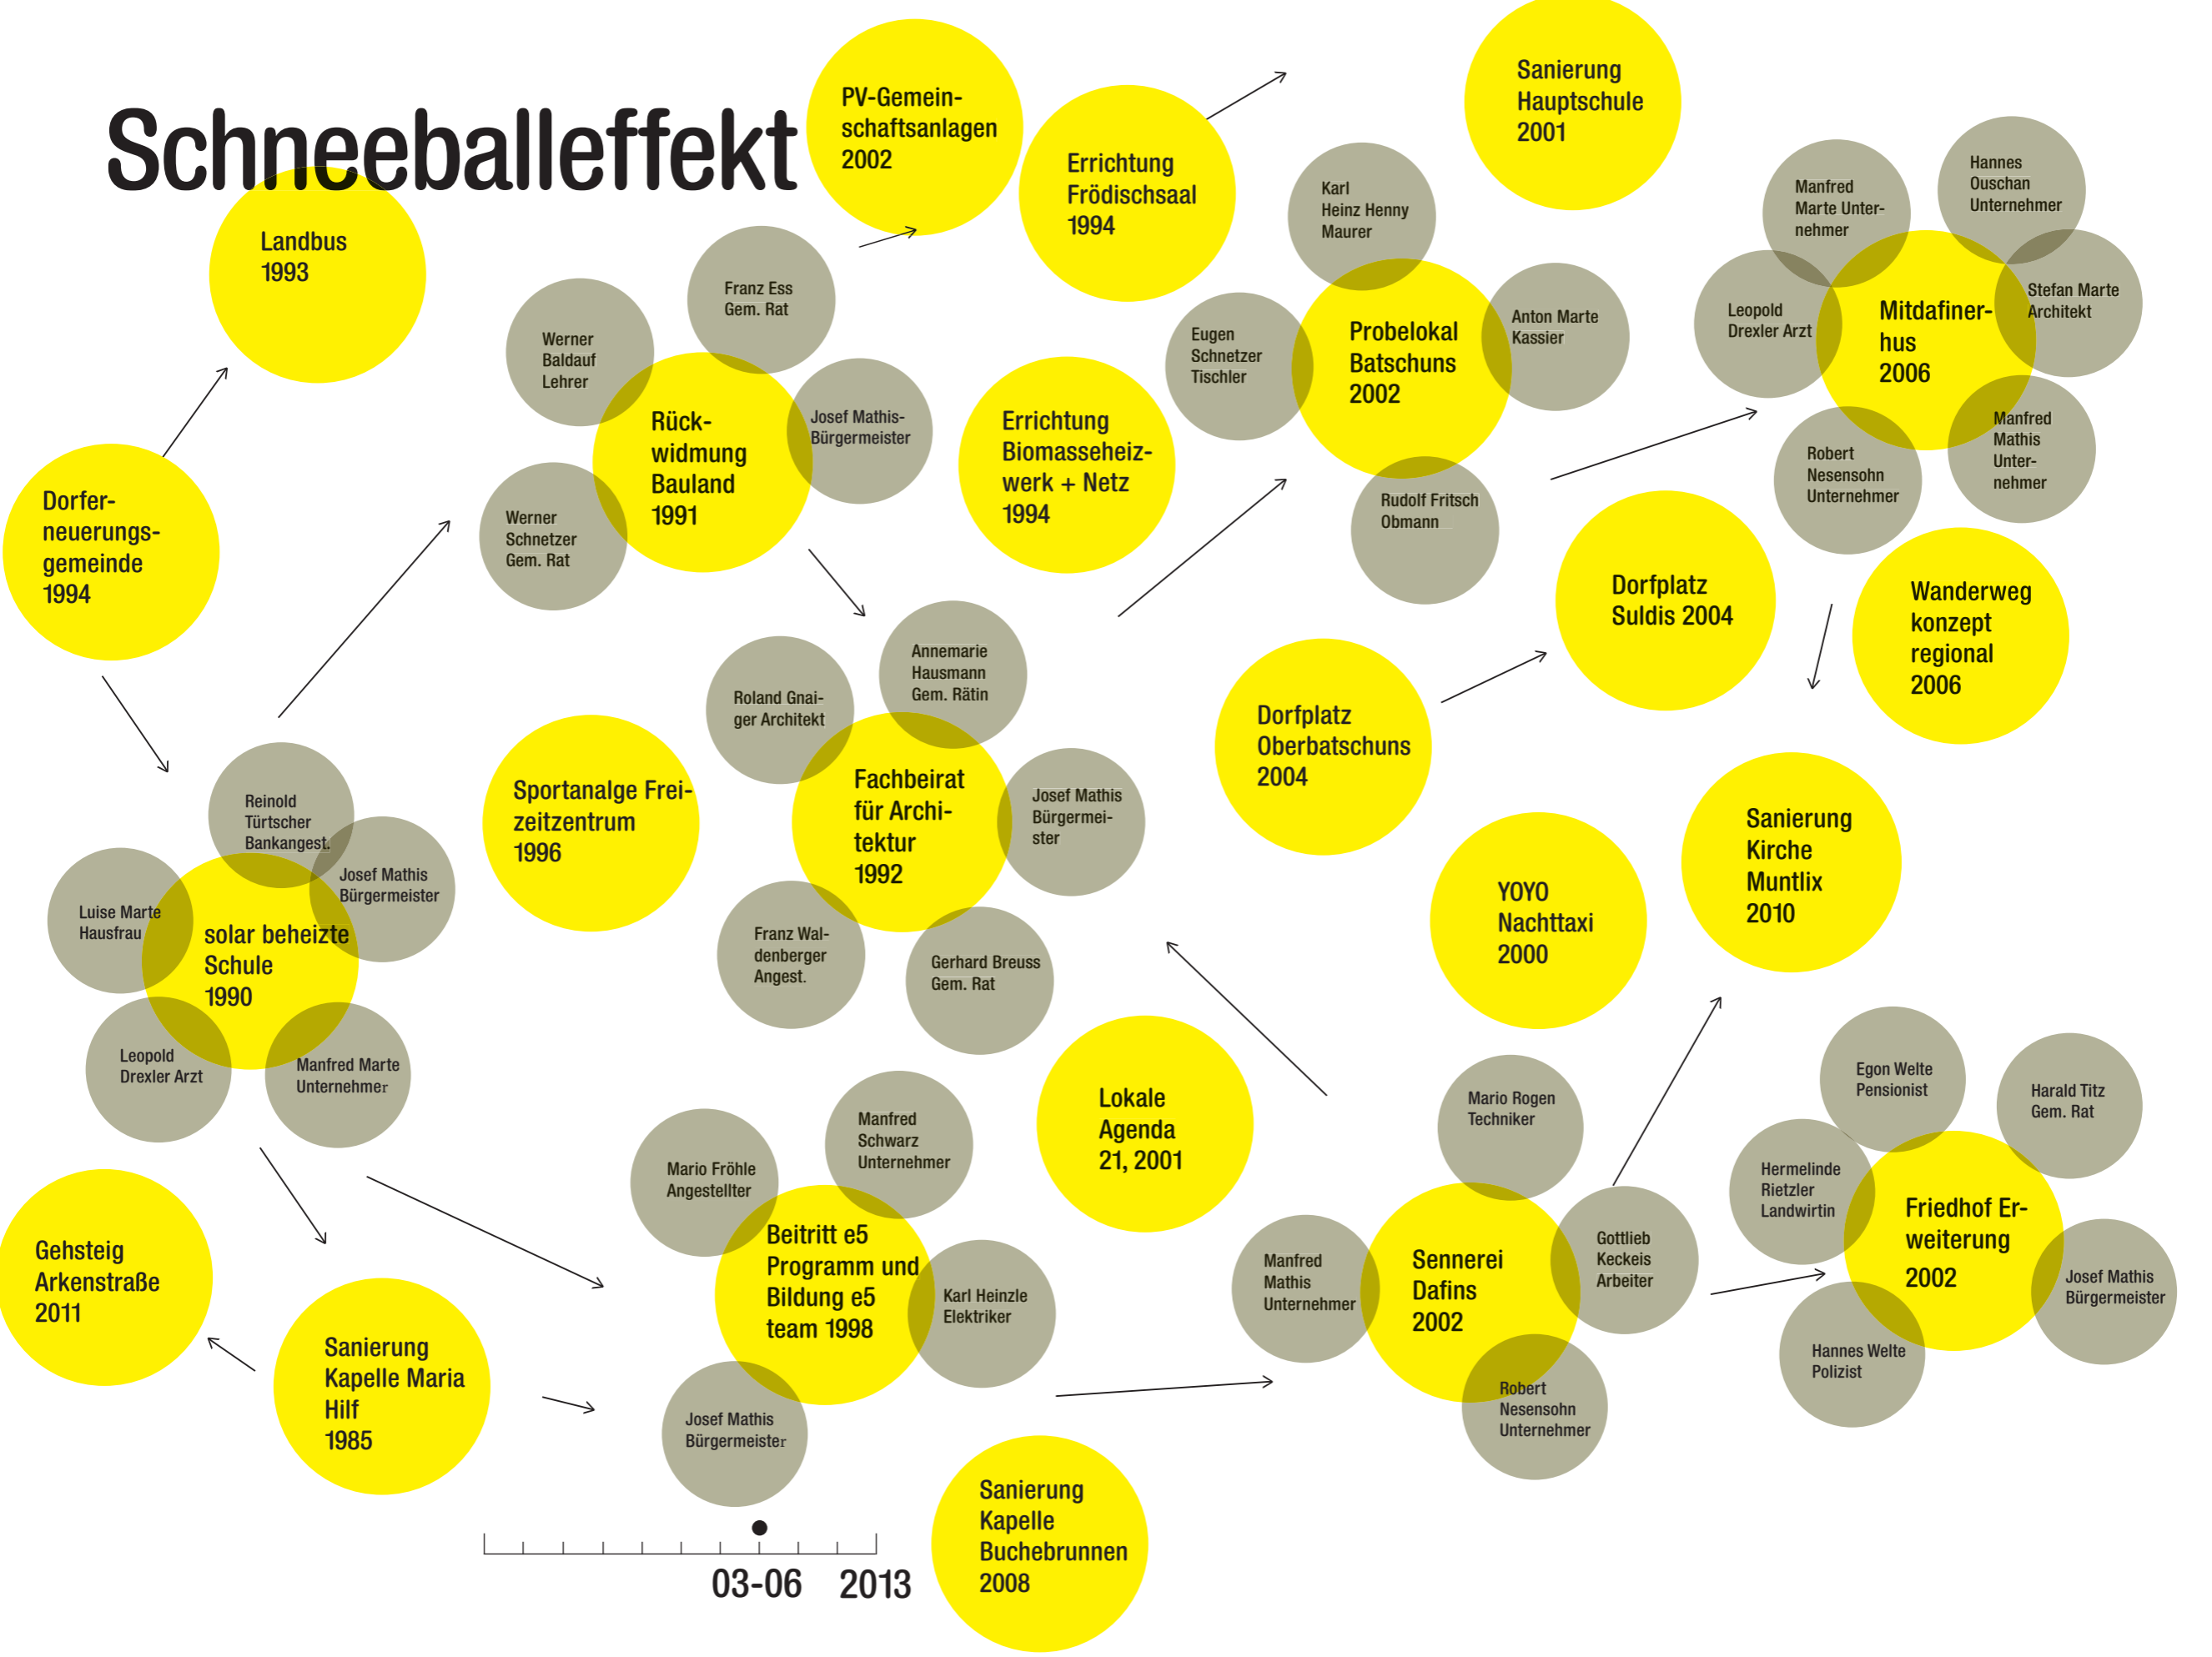 Schneeballeffekt
PV-Gemein-
schaftsanlagen
2002
Errichtung
Frödischsaal
1994
Sanierung
Hauptschule
2001
Landbus
1993
Karl
Heinz Henny
Maurer
Manfred
Marte Unter-
nehmer
Hannes
Ouschan
Unternehmer
Franz Ess
Gem. Rat
Werner
Baldauf
Lehrer
Josef Mathis-
Bürgermeister
Rück-
widmung
Bauland
1991
Werner
Schnetzer
Gem. Rat
Errichtung
Biomasseheiz-
werk + Netz
1994
Eugen
Schnetzer
Tischler
Probelokal
Batschuns
2002
Anton Marte
Kassier
Rudolf Fritsch
Obmann
Leopold
Drexler Arzt
Mitdafiner-
hus
2006
Stefan Marte
Architekt
Robert
Nesensohn
Unternehmer
Manfred
Mathis
Unter-
nehmer
Dorfer-
neuerungs-
gemeinde
1994
Dorfplatz
Suldis 2004
Wanderweg
konzept
regional
2006
Dorfplatz
Oberbatschuns
2004
Roland Gnai-
ger Architekt
Annemarie
Hausmann
Gem. Rätin
Sportanalge Frei-
zeitzentrum
1996
Fachbeirat
für Archi-
tektur
1992
Josef Mathis
Bürgermei-
ster
Franz Wal-
denberger
Angest.
Gerhard Breuss
Gem. Rat
Reinold
Türtscher
Bankangest.
Josef Mathis
Bürgermeister
Luise Marte
Hausfrau
solar beheizte
Schule
1990
Leopold
Drexler Arzt
Manfred Marte
Unternehmer
YOYO
Nachttaxi
2000
Sanierung
Kirche
Muntlix
2010
Lokale
Agenda
21, 2001
Mario Rogen
Techniker
Egon Welte
Pensionist
Harald Titz
Gem. Rat
Hermelinde
Rietzler
Landwirtin
Friedhof Er-
weiterung
2002
Josef Mathis
Bürgermeister
Hannes Welte
Polizist
Mario Fröhle
Angestellter
Manfred
Schwarz
Unternehmer
Beitritt e5
Programm und
Bildung e5
team 1998
Karl Heinzle
Elektriker
Josef Mathis
Bürgermeister
Manfred
Mathis
Unternehmer
Sennerei
Dafins
2002
Gottlieb
Keckeis
Arbeiter
Robert
Nesensohn
Unternehmer
Gehsteig
Arkenstraße
2011
Sanierung
Kapelle Maria
Hilf
1985
Sanierung
Kapelle
Buchebrunnen
2008
03-06 2013